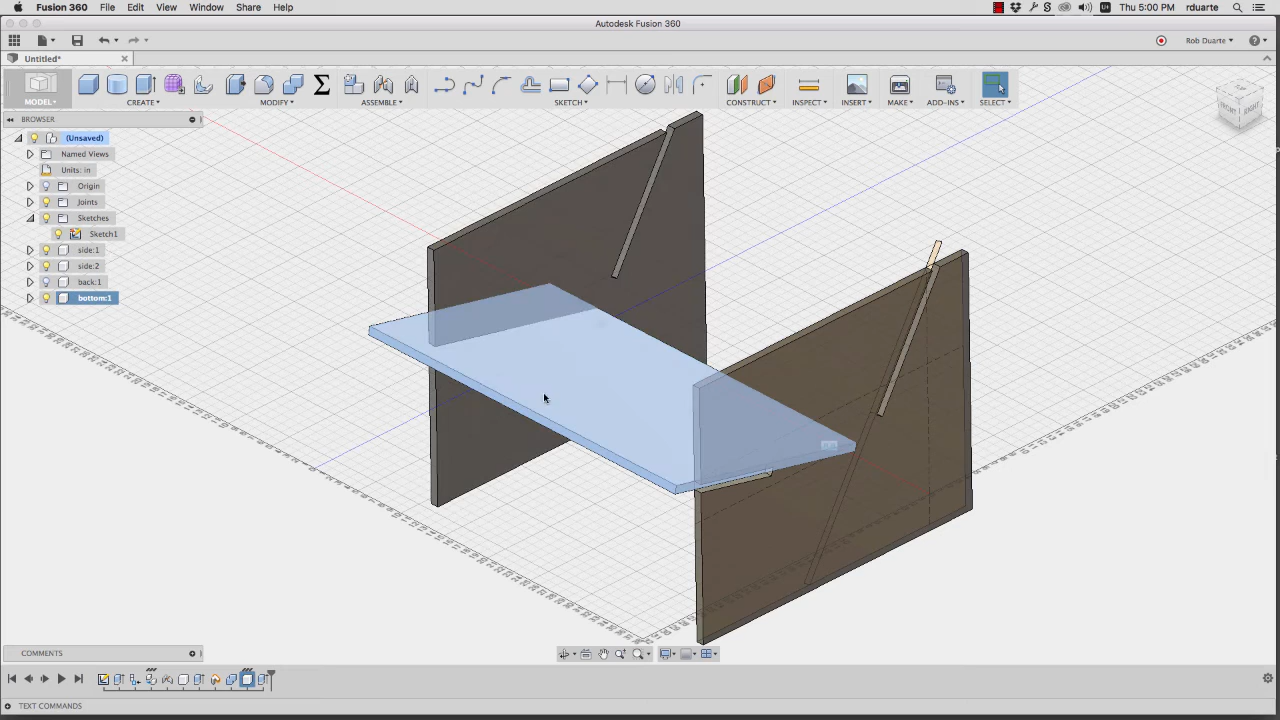 Fusion 360 File Edit View Window Share Help Thu 5:00 PM rduarte
Autodesk Fusion 360
Rob Duarte
Untitled*
MODEL CREATE MODIFY ASSEMBLE SKETCH CONSTRUCT INSPECT INSERT MAKE ADD-INS SELECT
BROWSER
(Unsaved)
Named Views
Units: in
Origin
Joints
Sketches
Sketch1
side:1
side:2
back:1
bottom:1
FRONT RIGHT
COMMENTS
TEXT COMMANDS